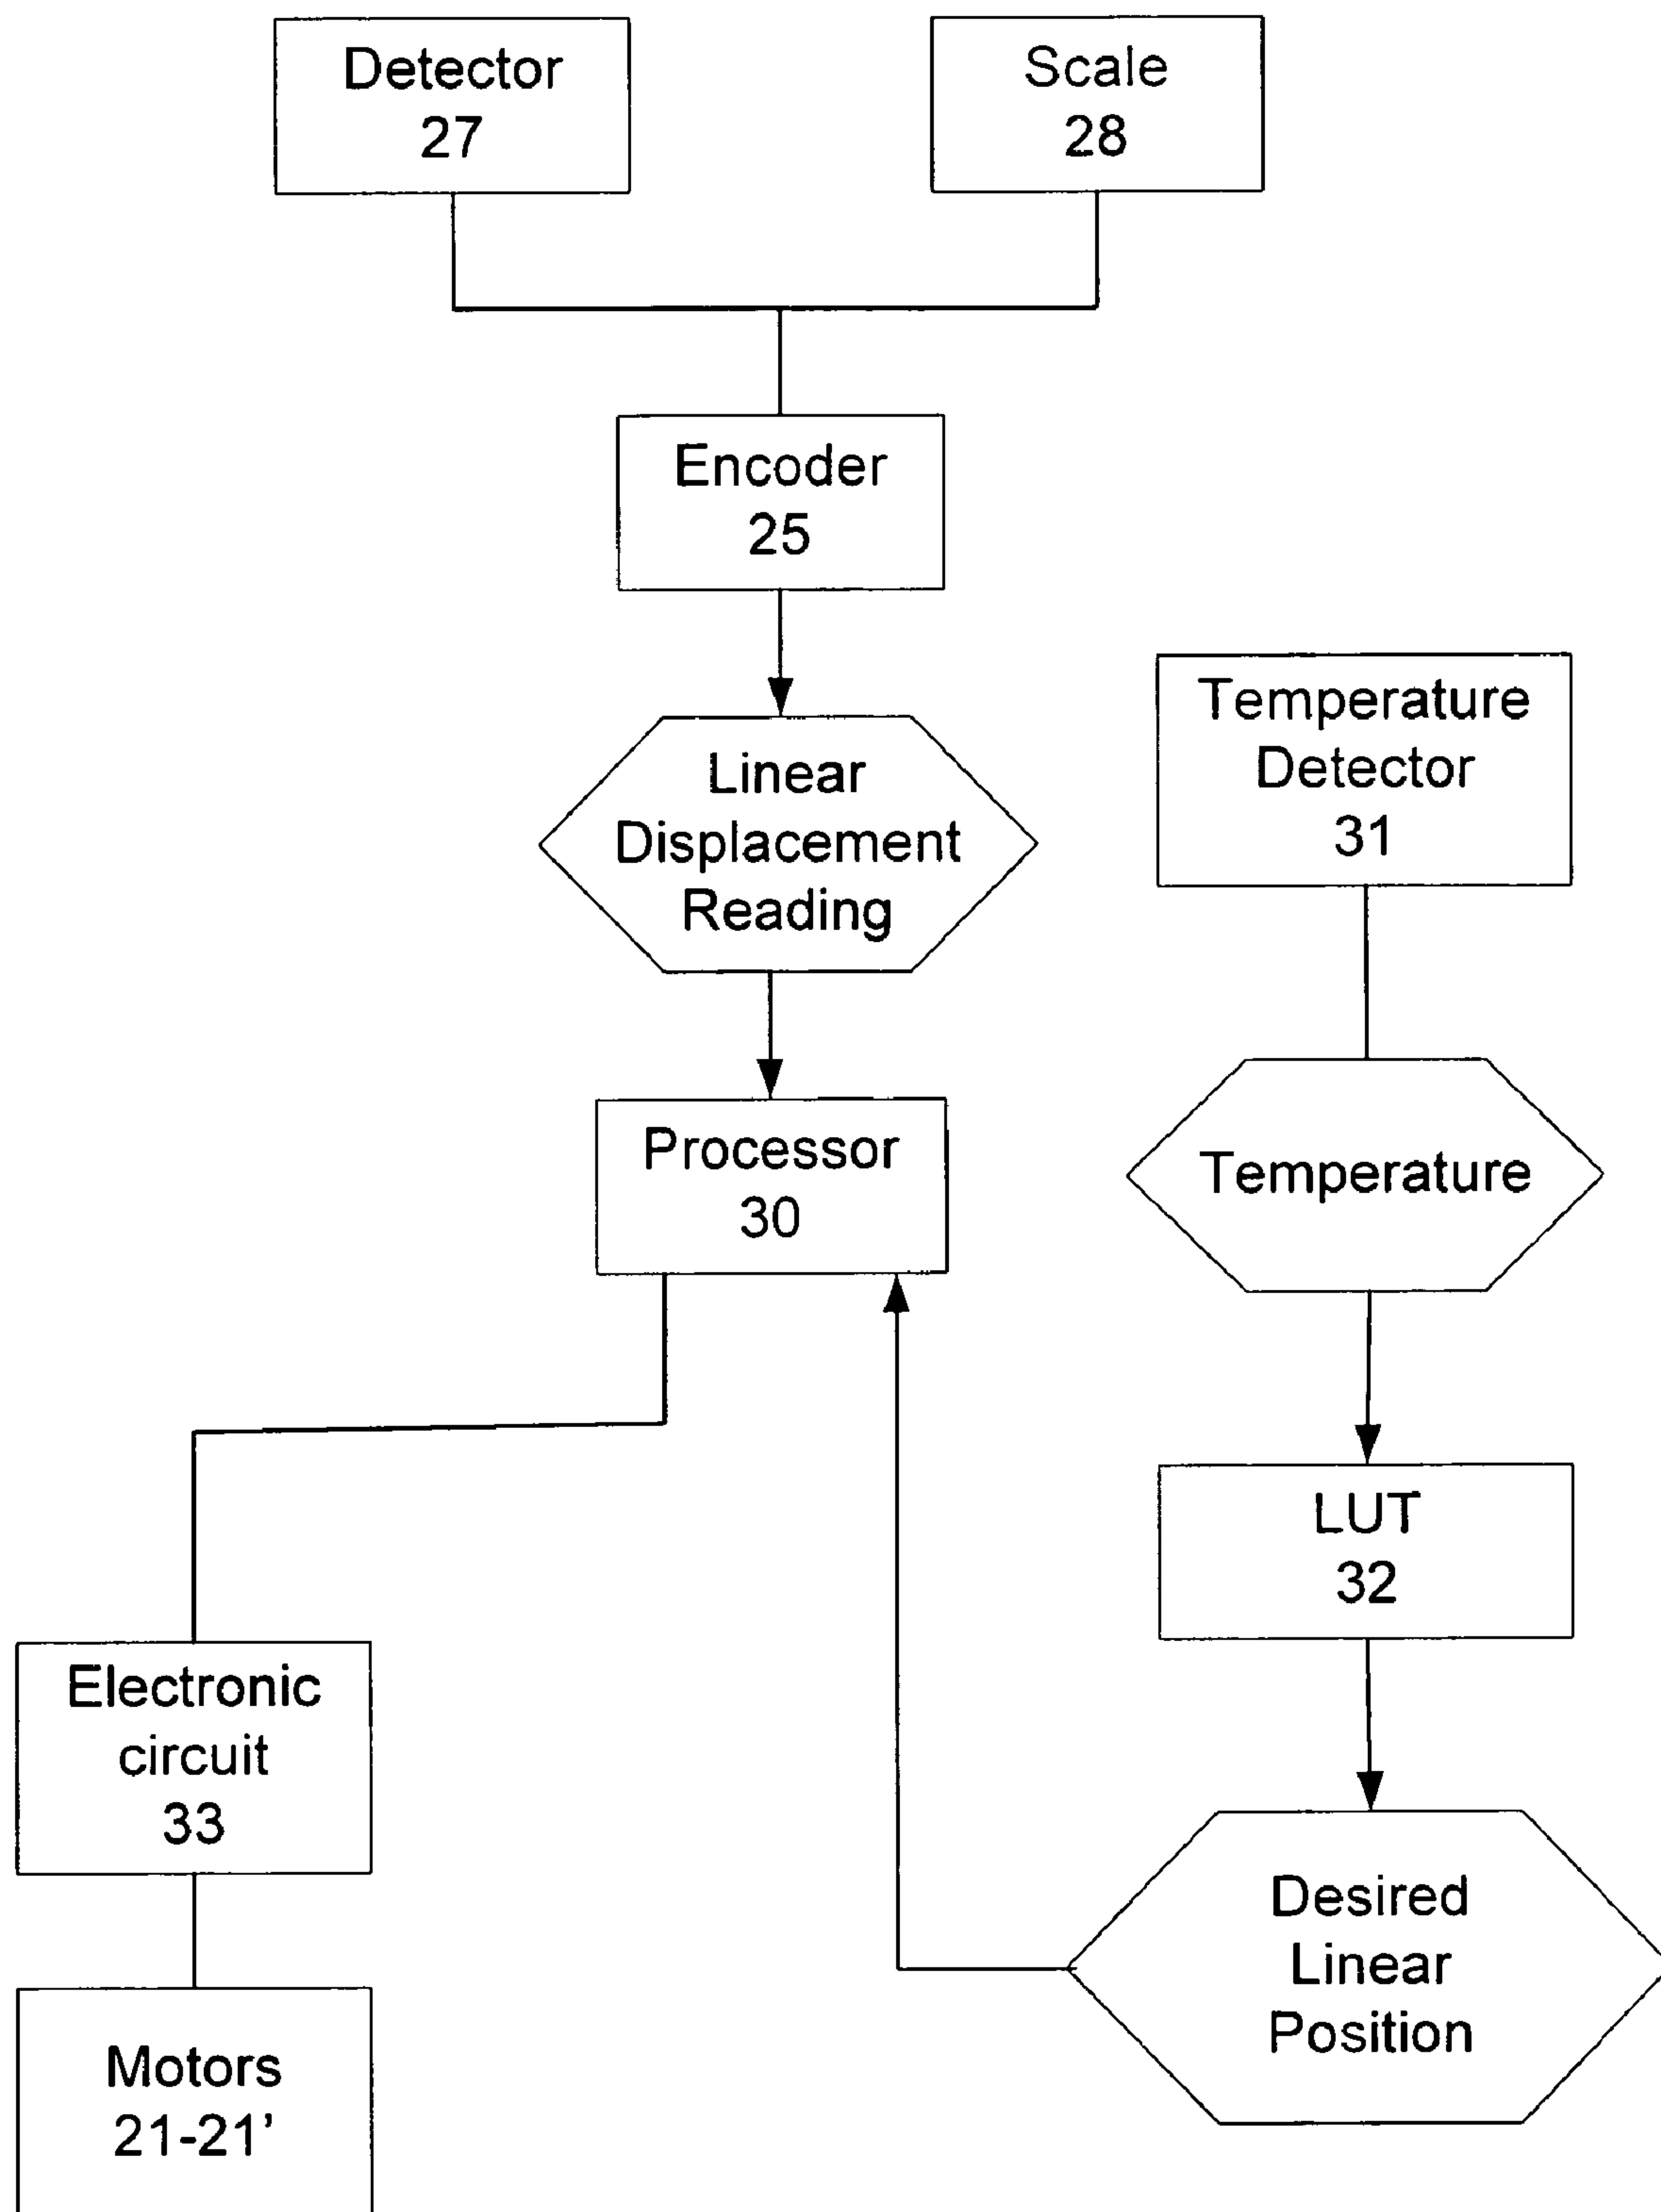 Detector
27
Scale
28
Encoder
25
Linear
Displacement
Reading
Temperature
Detector
31
Processor
30
Temperature
LUT
32
Electronic
circuit
33
Desired
Linear
Position
Motors
21-21’